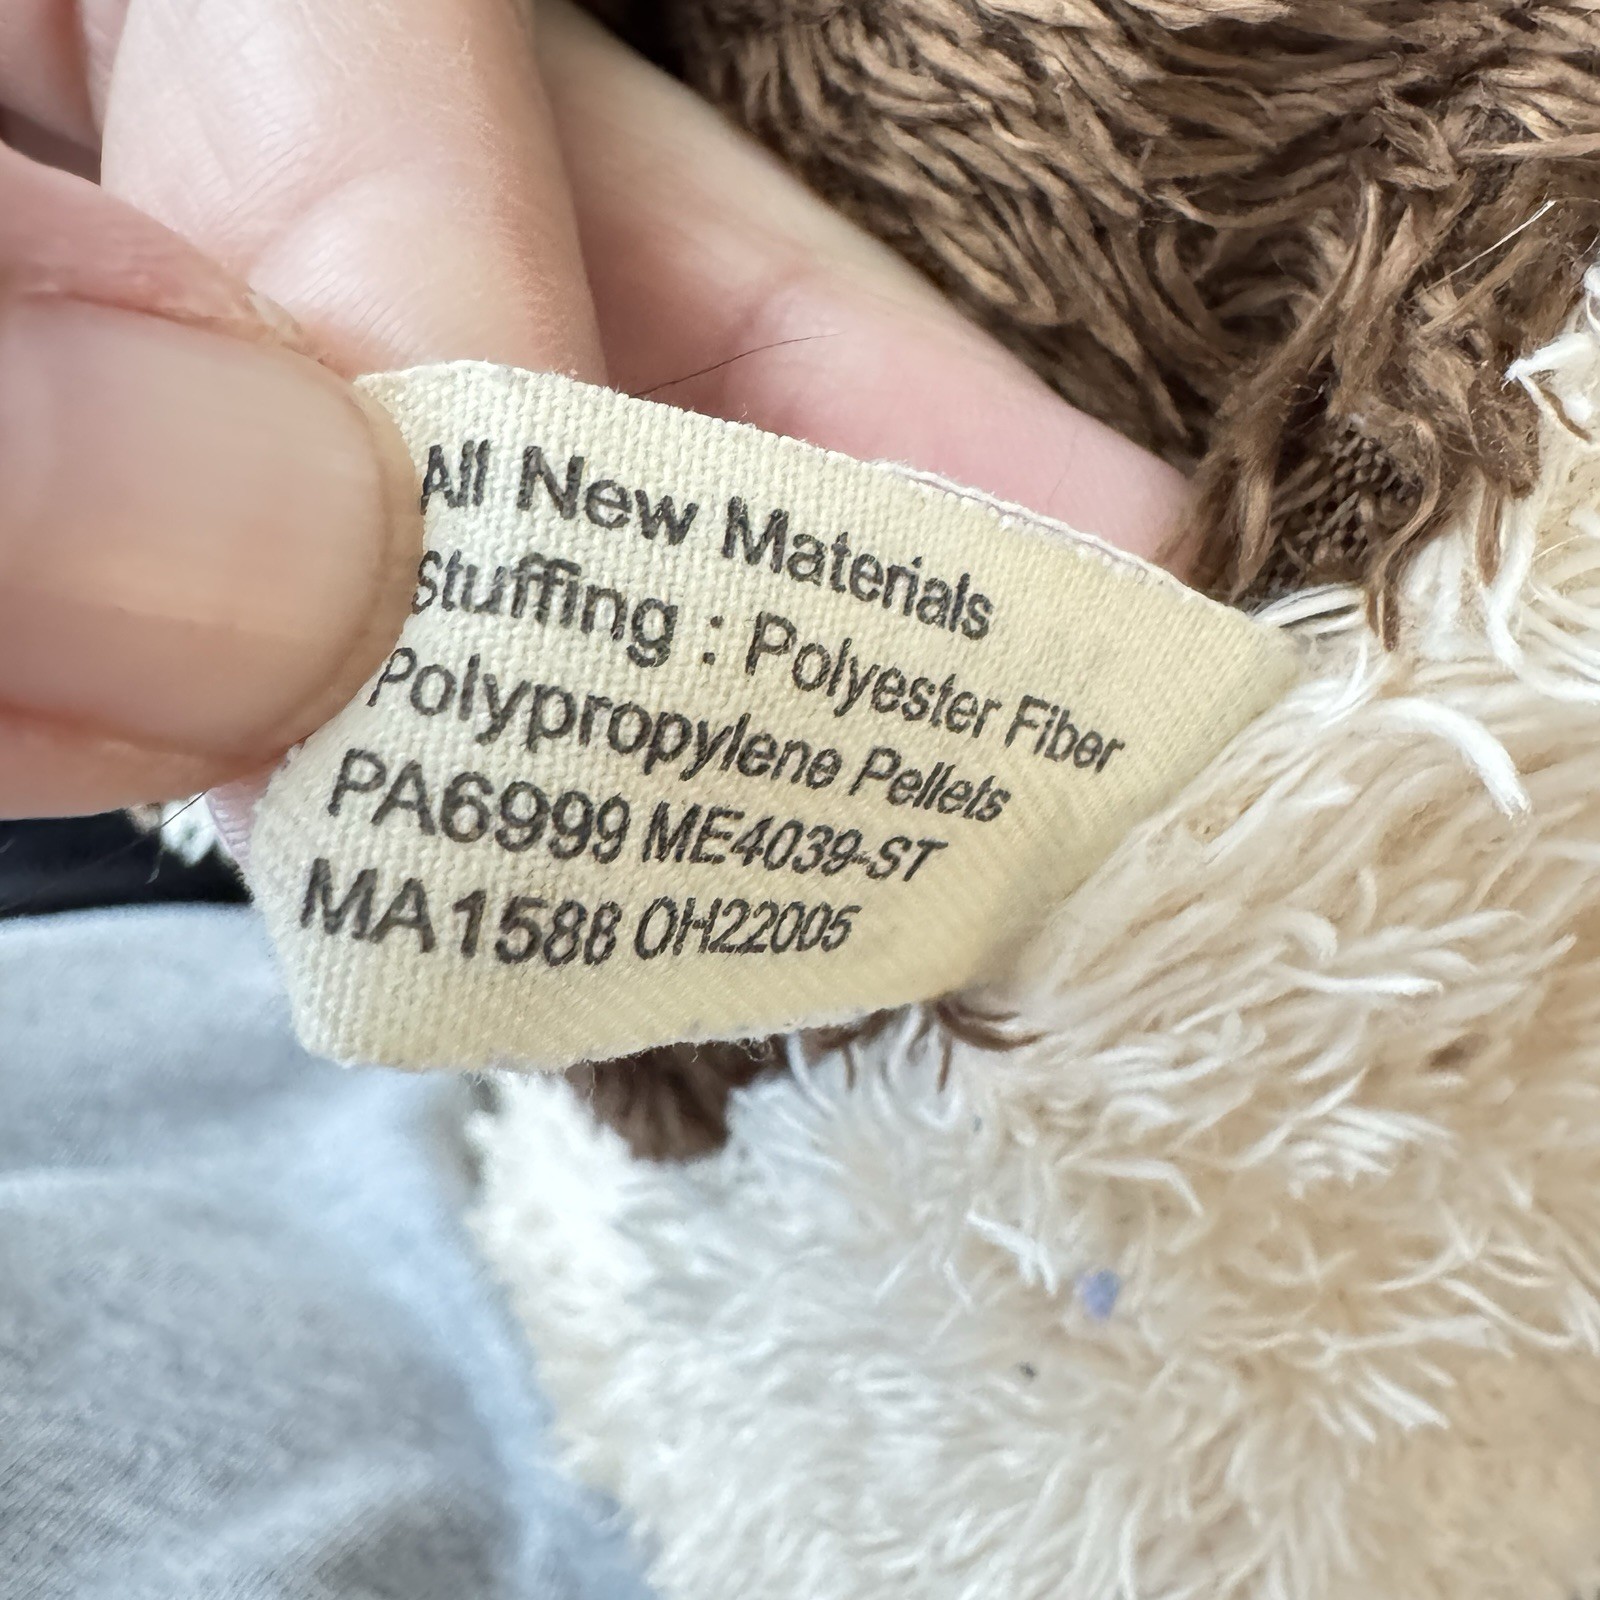 All New Materials
stuffing : Polyester Fiber
Polypropylene Pellets
PA6999 ME4039-ST
MA1588 OH22005